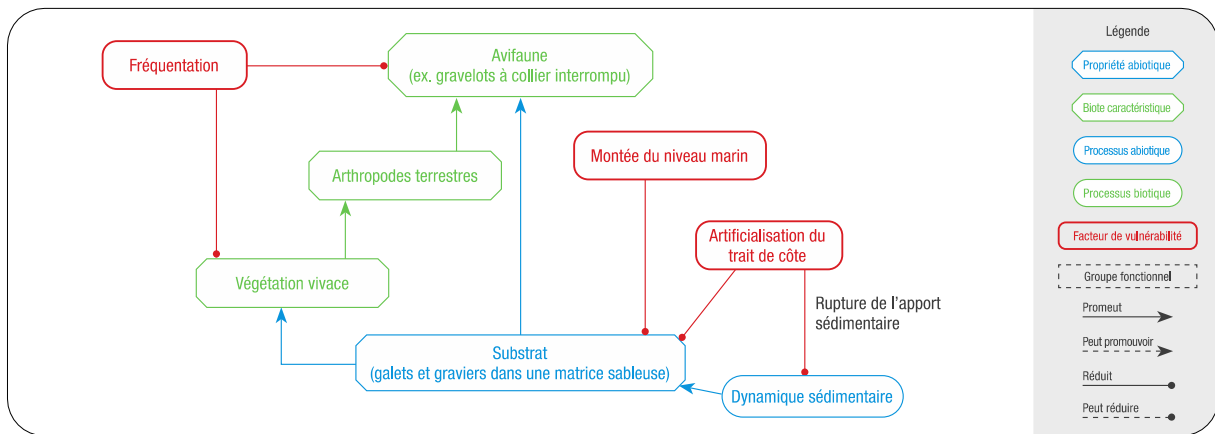 Fréquentation
Avifaune
(ex. gravelots à collier interrompu)
Arthropodes terrestres
Montée du niveau marin
Artificialisation du
trait de côte
Végétation vivace
Rupture de l'apport
sédimentaire
Substrat
(galets et graviers dans une matrice sableuse)
Dynamique sédimentaire
Légende
Propriété abiotique
Biote caractéristique
Processus abiotique
Processus biotique
Facteur de vulnérabilité
Groupe fonctionnel
Promeut
Peut promouvoir
Réduit
Peut réduire